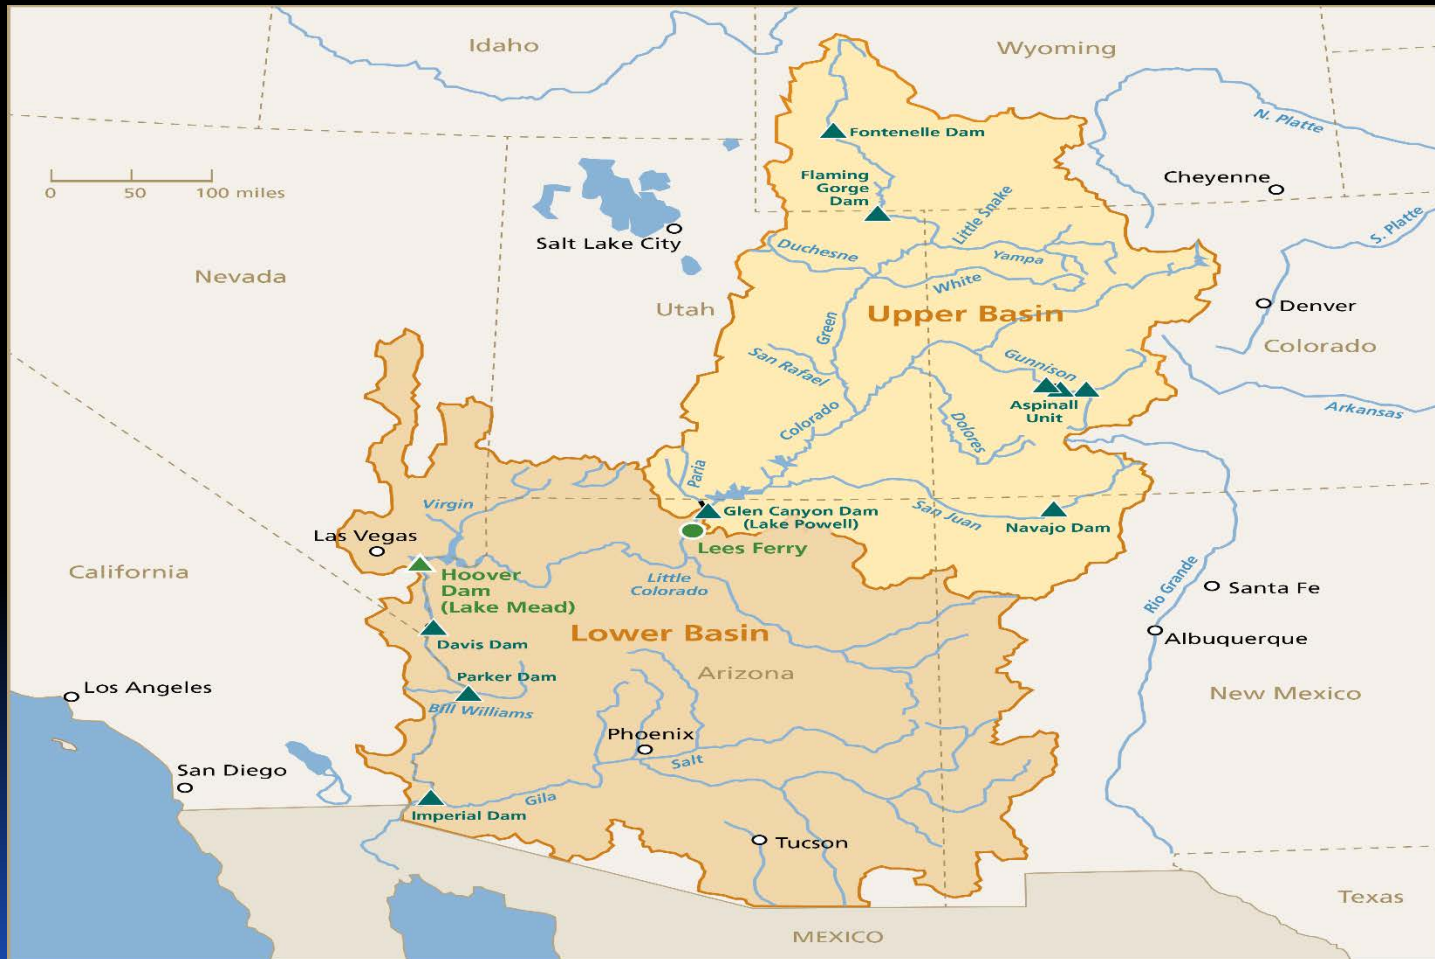 Idaho
Wyoming
N. Platte
Fontenelle Dam
0 50 100 miles
Flaming
Gorge
Dam
Cheyenne
Little Snake
S. Platte
Salt Lake City
Duchesne
Yampa
Nevada
White
Utah
Denver
Upper Basin
Green
Colorado
San Rafael
Gunnison
Aspinall
Unit
Arkansas
Colorado
Dolores
Paria
Virgin
Glen Canyon Dam
(Lake Powell)
San Juan
Navajo Dam
Las Vegas
Lees Ferry
California
Hoover
Dam
(Lake Mead)
Little
Colorado
Rio Grande
Santa Fe
Lower Basin
Davis Dam
Albuquerque
Arizona
Parker Dam
Los Angeles
New Mexico
Bill Williams
Phoenix
Salt
San Diego
Gila
Imperial Dam
Tucson
Texas
MEXICO